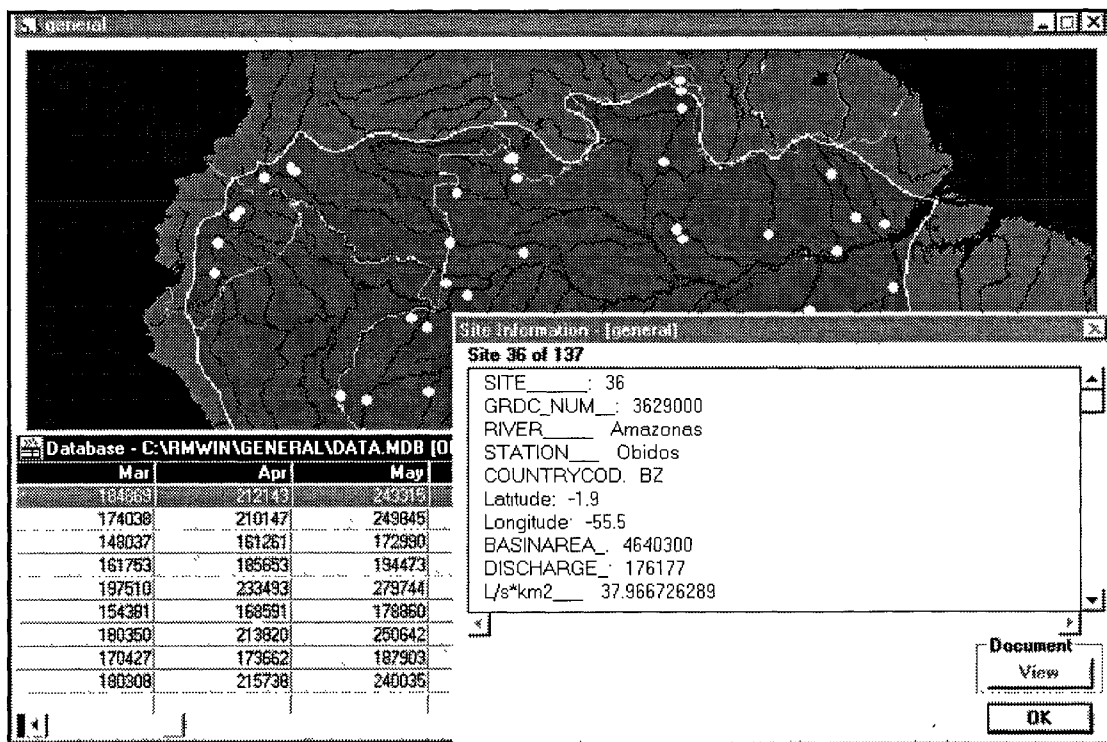 general
Site Information - [general]
Site 36 of 137
SITE______: 36
GRDC_NUM__: 3629000
RIVER_____ Amazonas
STATION___ Obidos
COUNTRYCOD. BZ
Latitude: -1.9
Longitude: -55.5
BASINAREA_. 4640300
DISCHARGE_: 176177
L/s*km2___ 37.966726289
Document
View
OK
Database - C:\RMWIN\GENERAL\DATA.MDB [O
Mar Apr May
184869 212143 249315
174038 210147 249845
148037 161261 172990
161753 185653 194473
197510 233493 279744
154381 168591 178860
180350 213820 250642
170427 173662 187903
180308 215738 240035